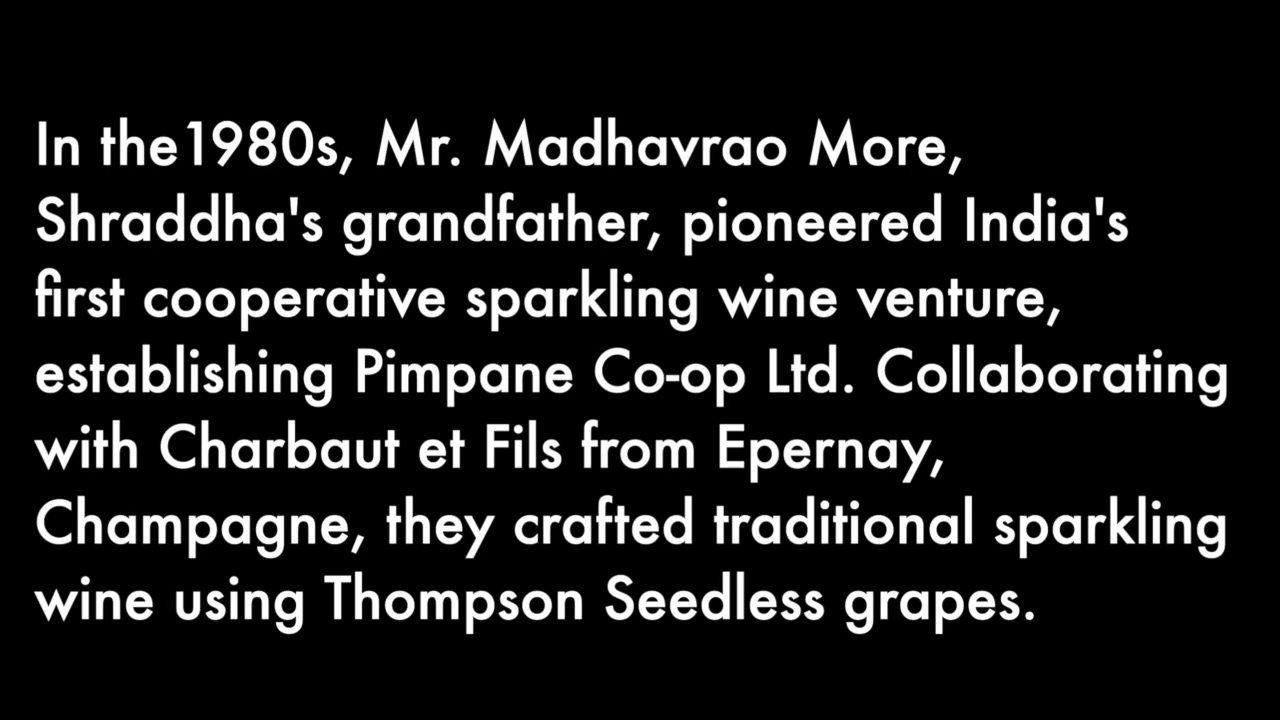 In the1980s, Mr. Madhavrao More,
Shraddha's grandfather, pioneered India's
first cooperative sparkling wine venture,
establishing Pimpane Co-op Ltd. Collaborating
with Charbaut et Fils from Epernay,
Champagne, they crafted traditional sparkling
wine using Thompson Seedless grapes.